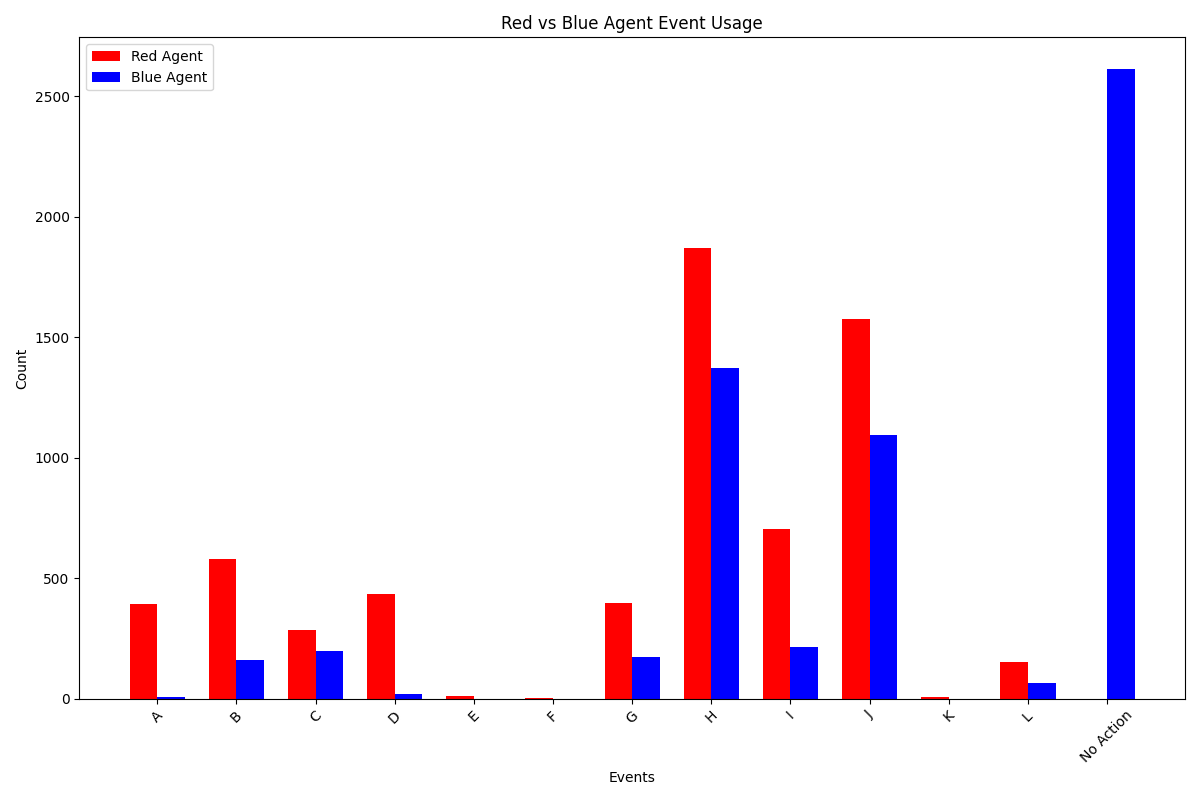 Red vs Blue Agent Event Usage
Red Agent
Blue Agent
2500
2000
1500
1000
500
0
Count
A B C D E F G H I J K L No Action
Events